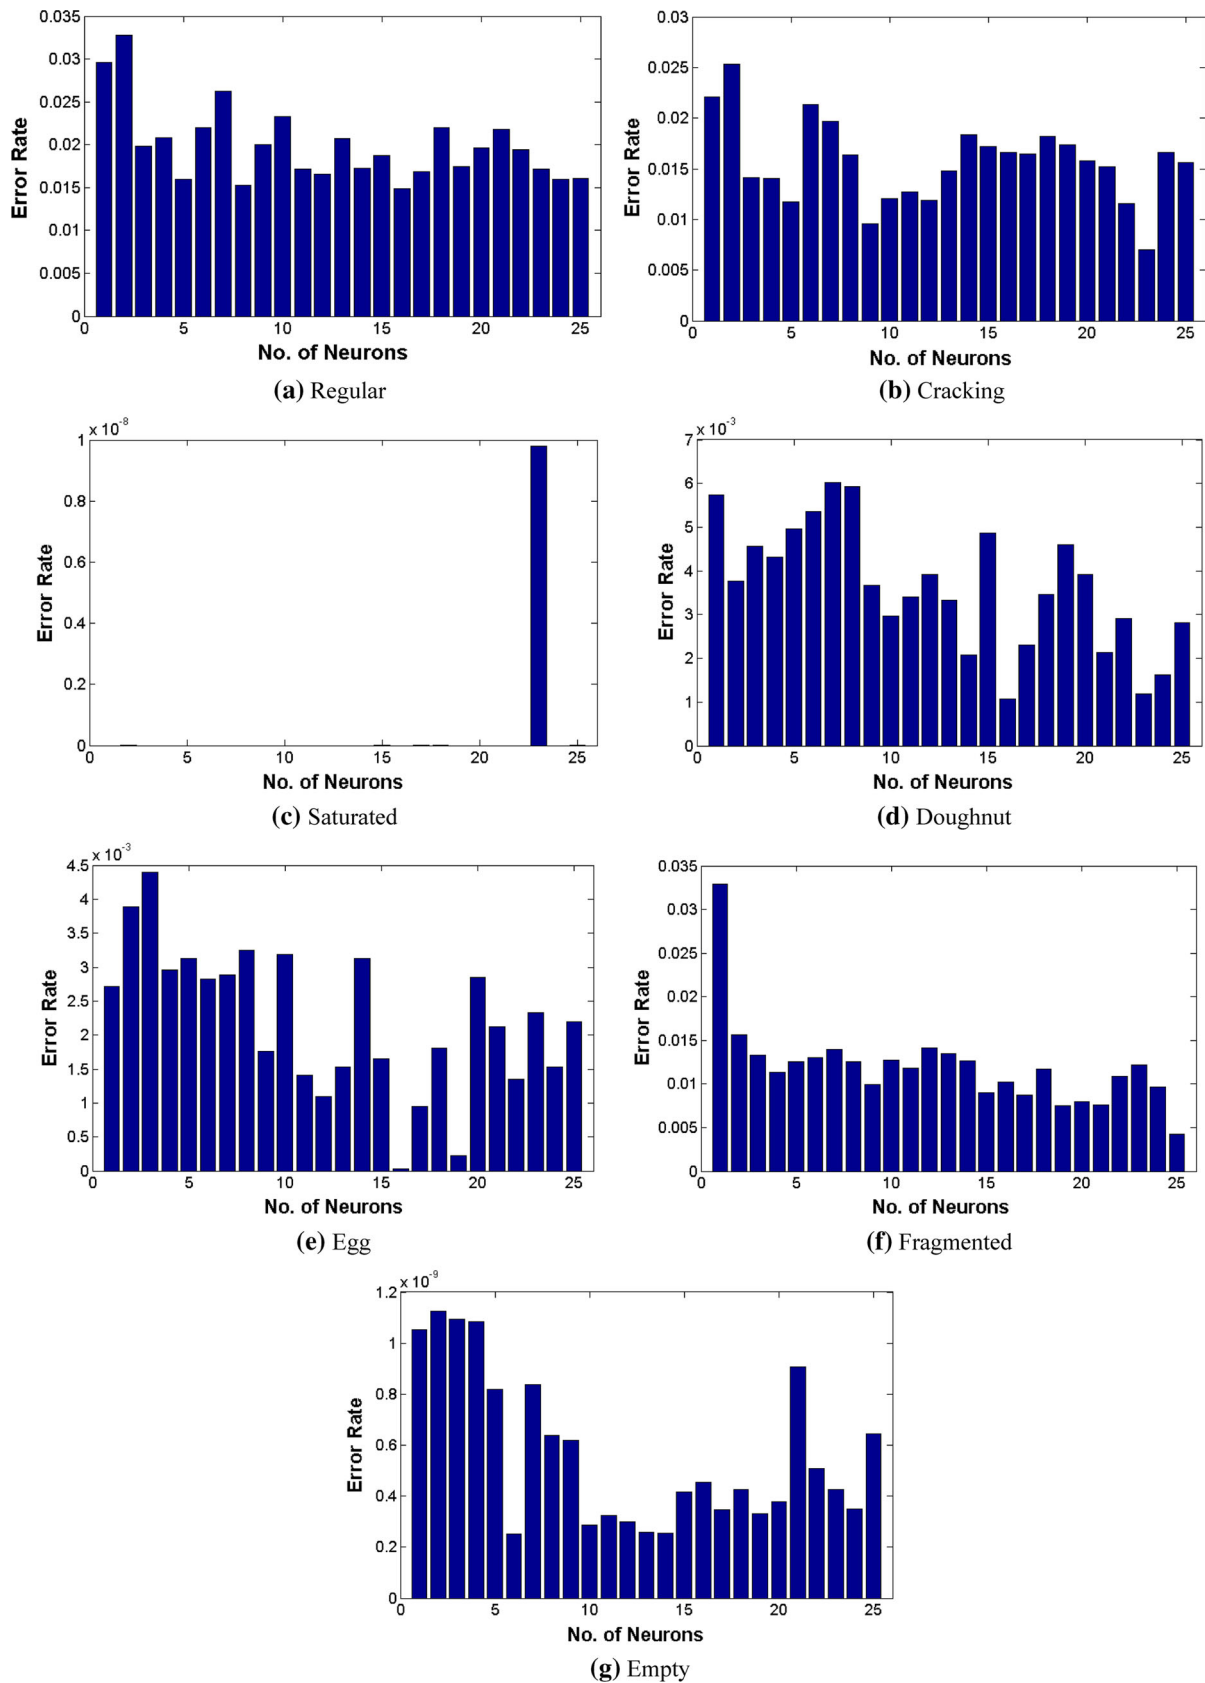 0.035
0.03
0.025
0.02
0.015
0.01
0.005
0
Error Rate
0 5 10 15 20 25
No. of Neurons
(a) Regular
0.03
0.025
0.02
0.015
0.01
0.005
0
Error Rate
0 5 10 15 20 25
No. of Neurons
(b) Cracking
x 10⁻⁸
1
0.8
0.6
0.4
0.2
0
Error Rate
0 5 10 15 20 25
No. of Neurons
(c) Saturated
x 10⁻³
7
6
5
4
3
2
1
0
Error Rate
0 5 10 15 20 25
No. of Neurons
(d) Doughnut
x 10⁻³
4.5
4
3.5
3
2.5
2
1.5
1
0.5
0
Error Rate
0 5 10 15 20 25
No. of Neurons
(e) Egg
0.035
0.03
0.025
0.02
0.015
0.01
0.005
0
Error Rate
0 5 10 15 20 25
No. of Neurons
(f) Fragmented
x 10⁻⁹
1.2
1
0.8
0.6
0.4
0.2
0
Error Rate
0 5 10 15 20 25
No. of Neurons
(g) Empty